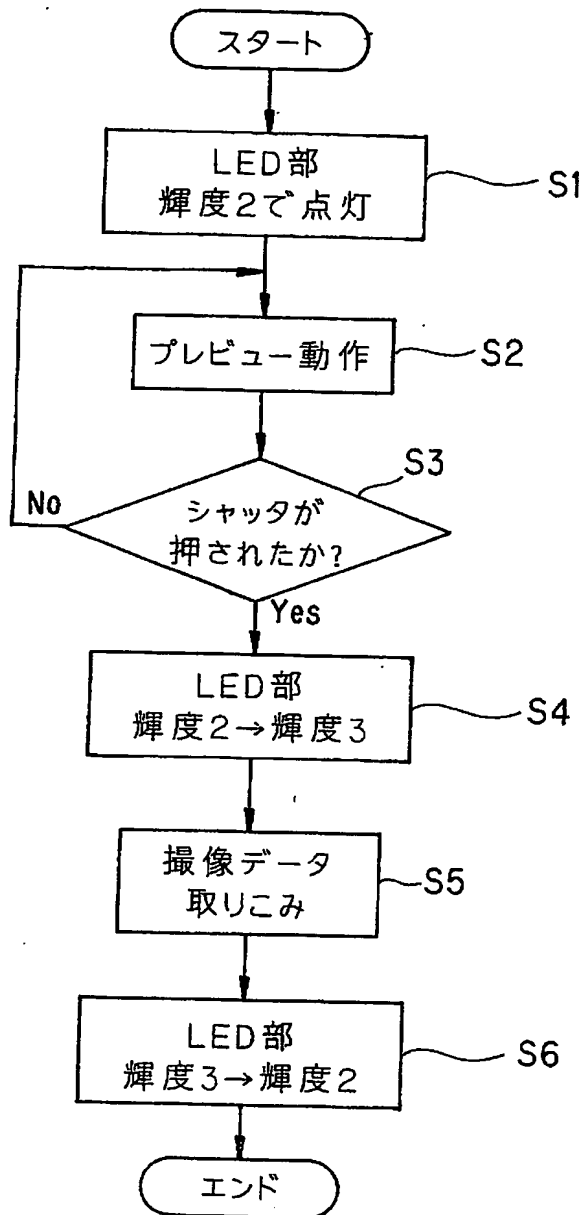 スタート
LED部
輝度2で点灯
S1
プレビュー動作
S2
S3
No
シャッタが
押されたか?
Yes
LED部
輝度2→輝度3
S4
撮像データ
取りこみ
S5
LED部
輝度3→輝度2
S6
エンド